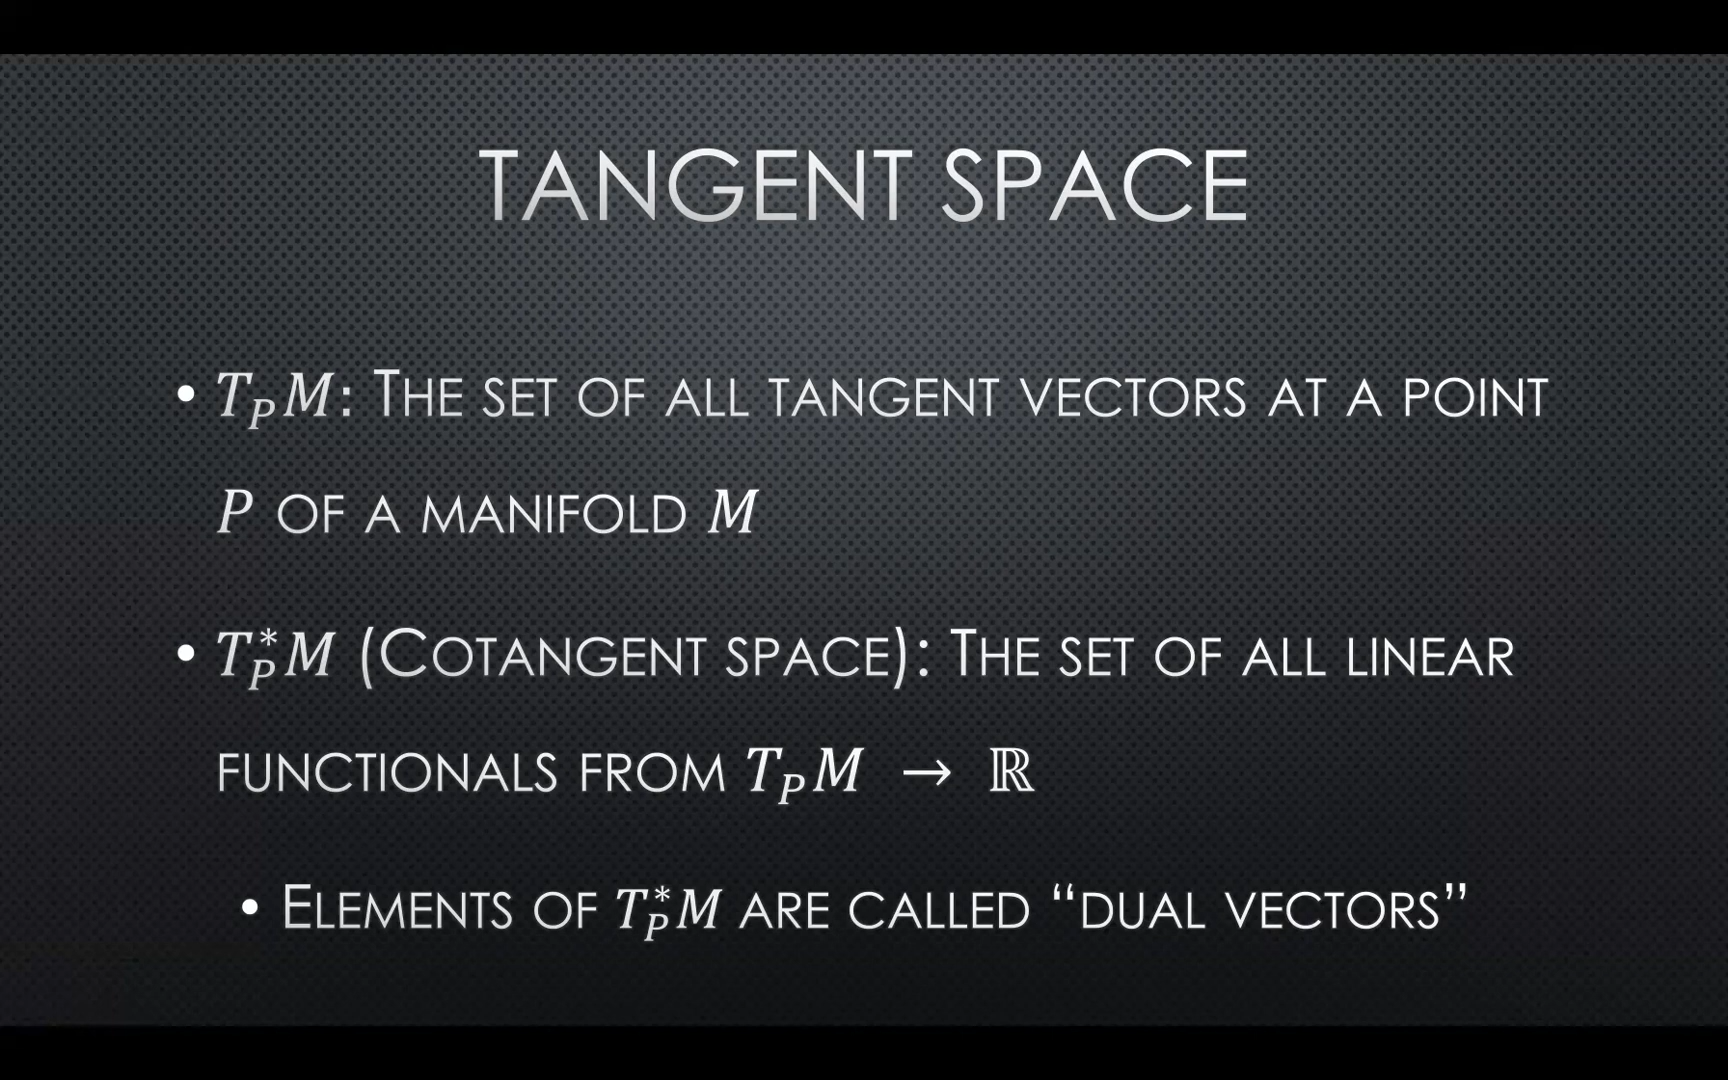 TANGENT SPACE
• $T_P M$: THE SET OF ALL TANGENT VECTORS AT A POINT
$P$ OF A MANIFOLD $M$
• $T_P^* M$ (COTANGENT SPACE): THE SET OF ALL LINEAR
FUNCTIONALS FROM $T_P M$ → ℝ
• ELEMENTS OF $T_P^* M$ ARE CALLED “DUAL VECTORS”